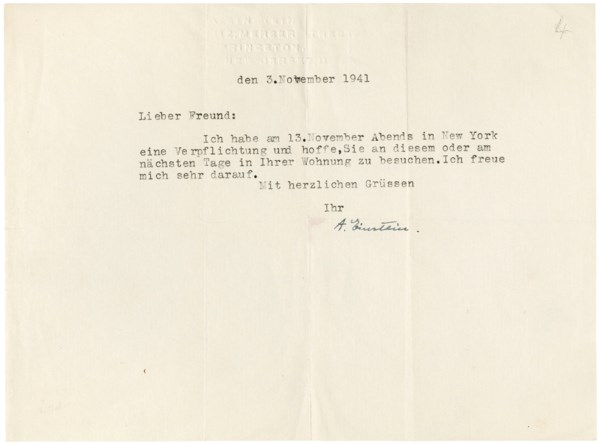 4
den 3.November 1941
Lieber Freund:
Ich habe am 13.November Abends in New York
eine Verpflichtung und hoffe,Sie an diesem oder am
nächsten Tage in Ihrer Wohnung zu besuchen.Ich freue
mich sehr darauf.
Mit herzlichen Grüssen
Ihr
A. Einstein.